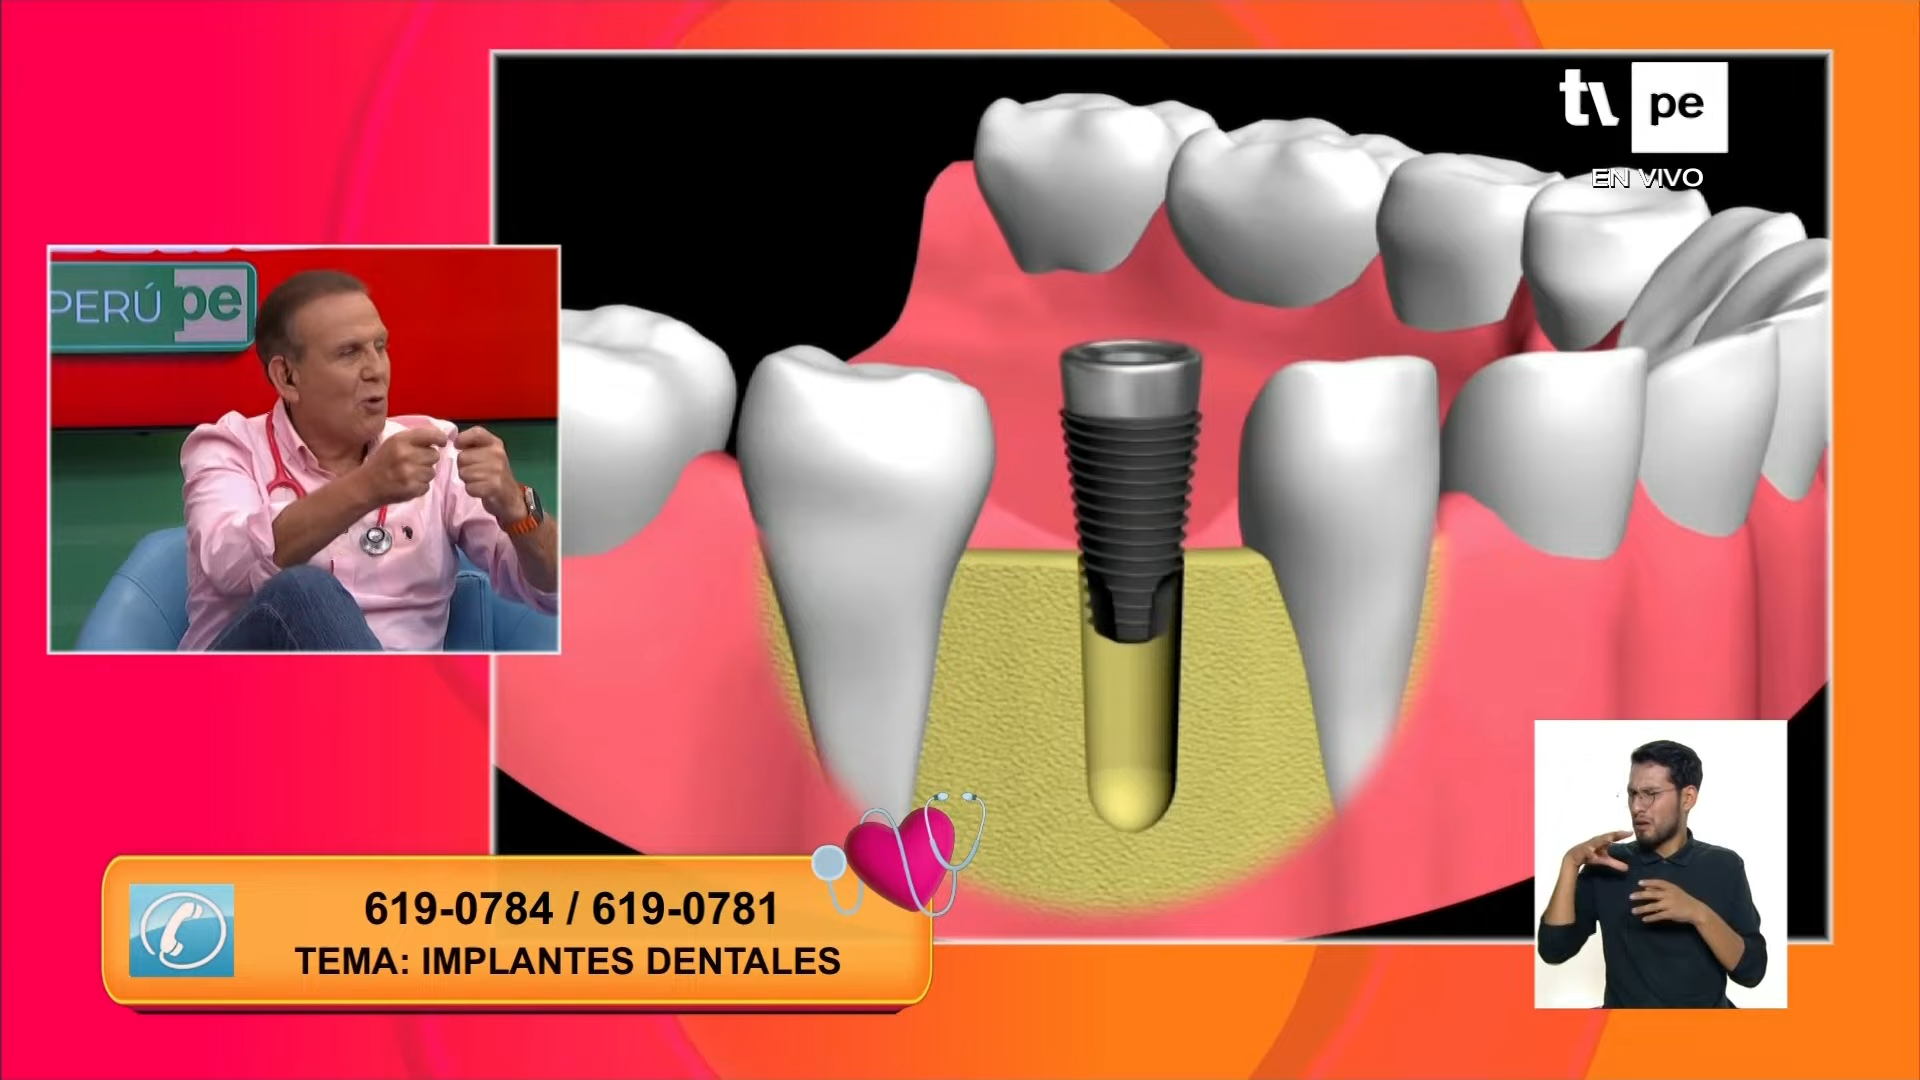 tv pe
EN VIVO
PERÚ pe
619-0784 / 619-0781
TEMA: IMPLANTES DENTALES